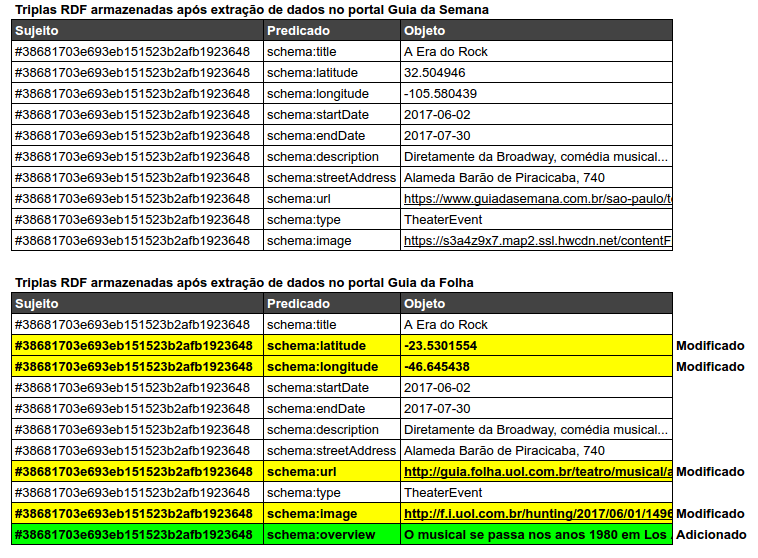 Triplas RDF armazenadas após extração de dados no portal Guia da Semana
Sujeito Predicado Objeto
#38681703e693eb151523b2afb1923648 schema:title A Era do Rock
#38681703e693eb151523b2afb1923648 schema:latitude 32.504946
#38681703e693eb151523b2afb1923648 schema:longitude -105.580439
#38681703e693eb151523b2afb1923648 schema:startDate 2017-06-02
#38681703e693eb151523b2afb1923648 schema:endDate 2017-07-30
#38681703e693eb151523b2afb1923648 schema:description Diretamente da Broadway, comédia musical...
#38681703e693eb151523b2afb1923648 schema:streetAddress Alameda Barão de Piracicaba, 740
#38681703e693eb151523b2afb1923648 schema:url https://www.guiadasemana.com.br/sao-paulo/t
#38681703e693eb151523b2afb1923648 schema:type TheaterEvent
#38681703e693eb151523b2afb1923648 schema:image https://s3a4z9x7.map2.ssl.hwcdn.net/contentF
Triplas RDF armazenadas após extração de dados no portal Guia da Folha
Sujeito Predicado Objeto
#38681703e693eb151523b2afb1923648 schema:title A Era do Rock
#38681703e693eb151523b2afb1923648 schema:latitude -23.5301554 Modificado
#38681703e693eb151523b2afb1923648 schema:longitude -46.645438 Modificado
#38681703e693eb151523b2afb1923648 schema:startDate 2017-06-02
#38681703e693eb151523b2afb1923648 schema:endDate 2017-07-30
#38681703e693eb151523b2afb1923648 schema:description Diretamente da Broadway, comédia musical...
#38681703e693eb151523b2afb1923648 schema:streetAddress Alameda Barão de Piracicaba, 740
#38681703e693eb151523b2afb1923648 schema:url http://guia.folha.uol.com.br/teatro/musical/a Modificado
#38681703e693eb151523b2afb1923648 schema:type TheaterEvent
#38681703e693eb151523b2afb1923648 schema:image http://f.i.uol.com.br/hunting/2017/06/01/1496 Modificado
#38681703e693eb151523b2afb1923648 schema:overview O musical se passa nos anos 1980 em Los Adicionado